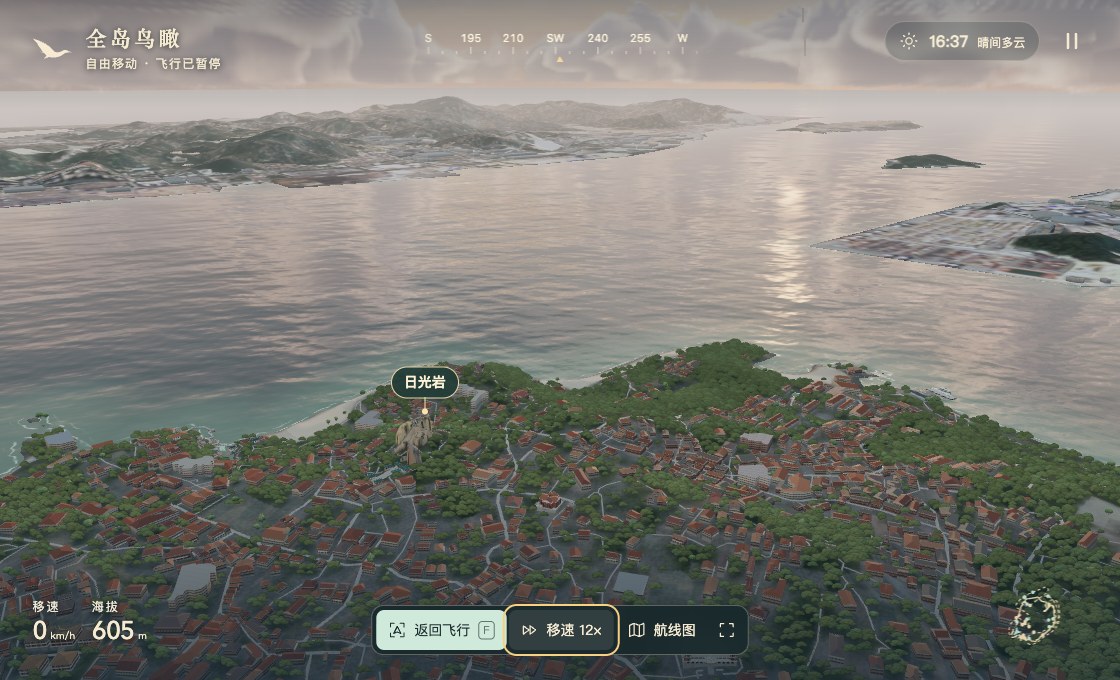 全岛鸟瞰
自由移动 · 飞行已暂停
S 195 210 SW 240 255 W
16:37 晴间多云
日光岩
移速 海拔
0 km/h 605 m
返回飞行 F
移速 12x
航线图